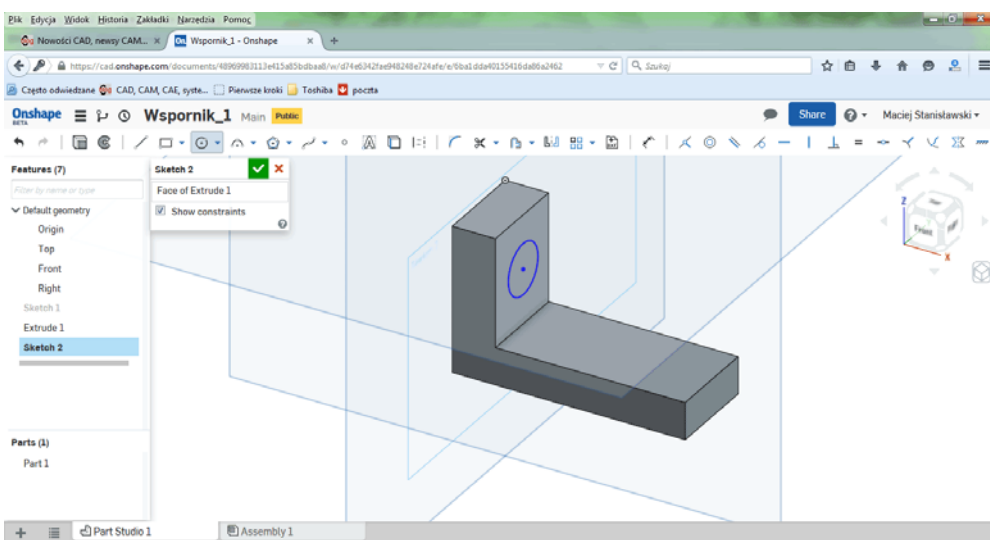 Plik Edycja Widok Historia Zakładki Narzędzia Pomoc
Nowości CAD, newsy CAM... × On Wspornik_1 - Onshape × +
https://cad.onshape.com/documents/ Szukaj
Często odwiedzane CAD, CAM, CAE, syste... Pierwsze kroki Toshiba poczta
Onshape BETA Wspornik_1 Main Public Share Maciej Stanisławski
Features (7)
Filter by name or type
Default geometry
Origin
Top
Front
Right
Sketch 1
Extrude 1
Sketch 2
Sketch 2
Face of Extrude 1
Show constraints
Z
Front
X
Parts (1)
Part 1
Part Studio 1 Assembly 1